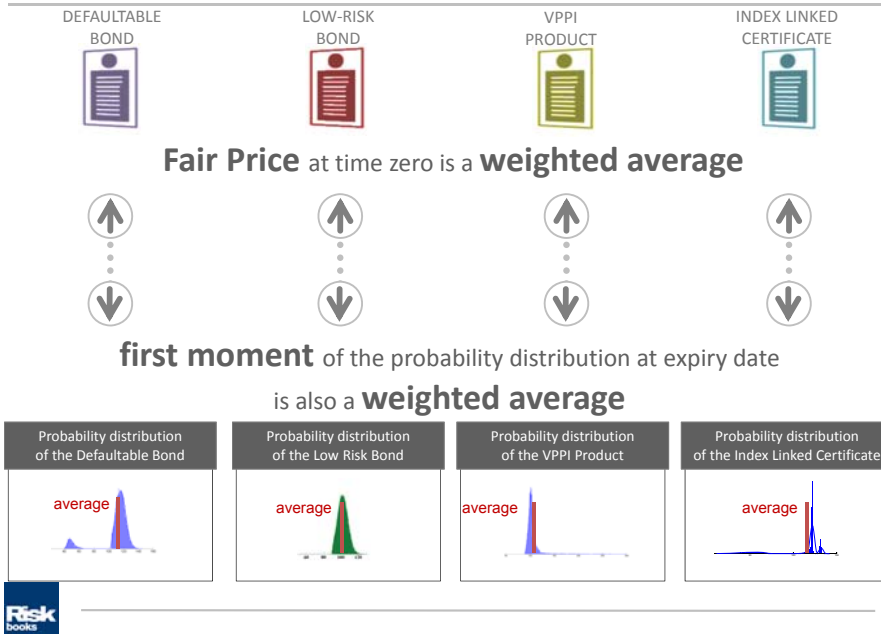 DEFAULTABLE
BOND
LOW-RISK
BOND
VPPI
PRODUCT
INDEX LINKED
CERTIFICATE
Fair Price at time zero is a weighted average
first moment of the probability distribution at expiry date
is also a weighted average
Probability distribution
of the Defaultable Bond
Probability distribution
of the Low Risk Bond
Probability distribution
of the VPPI Product
Probability distribution
of the Index Linked Certificate
average
average
average
average
Risk
books